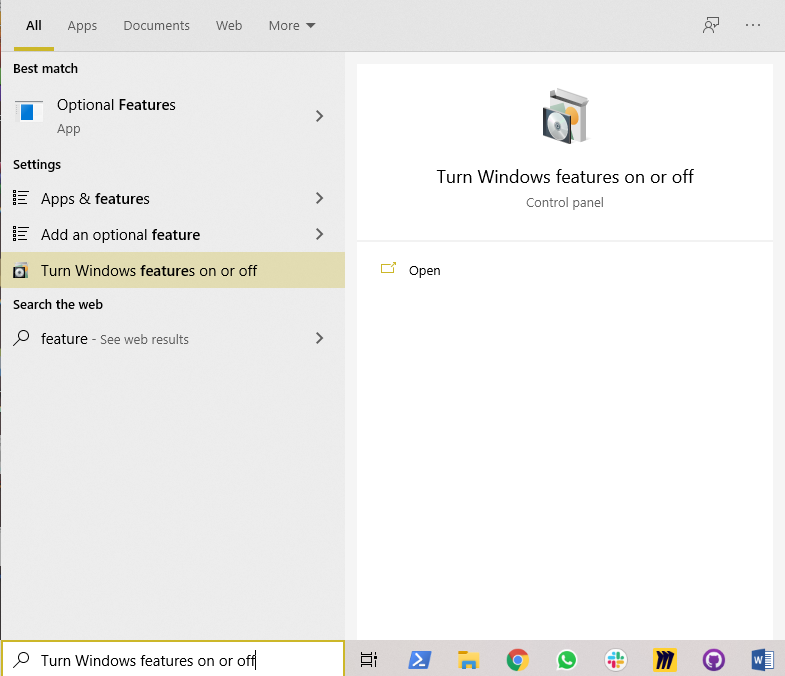 All Apps Documents Web More
Best match
Optional Features
App
Settings
Apps & features
Add an optional feature
Turn Windows features on or off
Search the web
feature - See web results
Turn Windows features on or off
Control panel
Open
Turn Windows features on or off